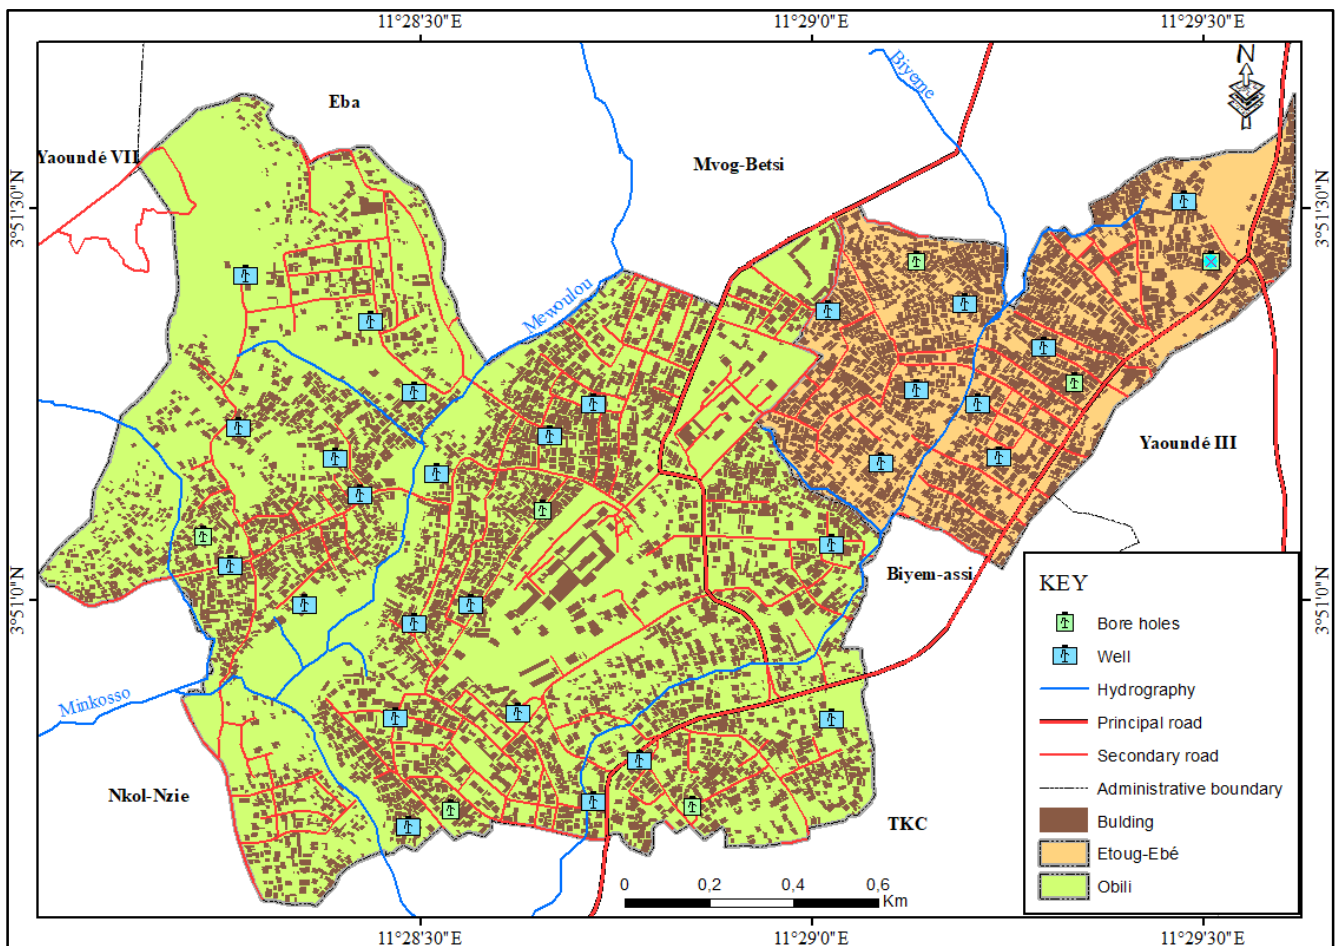 11°28'30"E
11°29'0"E
11°29'30"E
N
Eba
Biyeme
Yaoundé VII
Mvog-Betsi
3°51'30"N
3°51'30"N
Mewoulou
Yaoundé III
Biyem-assi
3°51'0"N
3°51'0"N
Minkosso
Nkol-Nzie
TKC
KEY
Bore holes
Well
Hydrography
Principal road
Secondary road
Administrative boundary
Bulding
Etoug-Ebé
Obili
0 0,2 0,4 0,6
Km
11°28'30"E
11°29'0"E
11°29'30"E